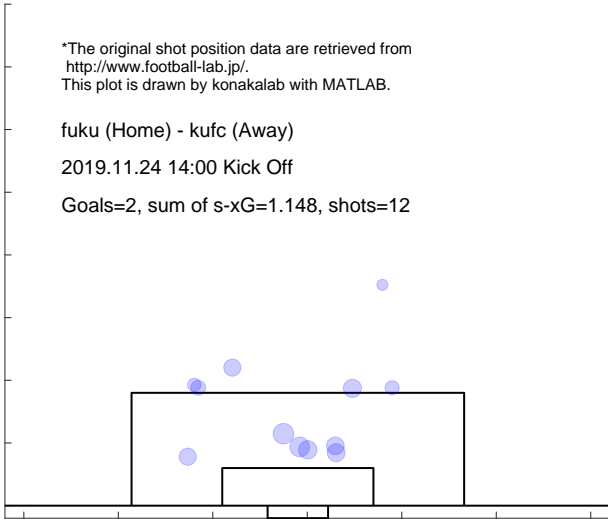 *The original shot position data are retrieved from
http://www.football-lab.jp/.
This plot is drawn by konakalab with MATLAB.
fuku (Home) - kufc (Away)
2019.11.24 14:00 Kick Off
Goals=2, sum of s-xG=1.148, shots=12